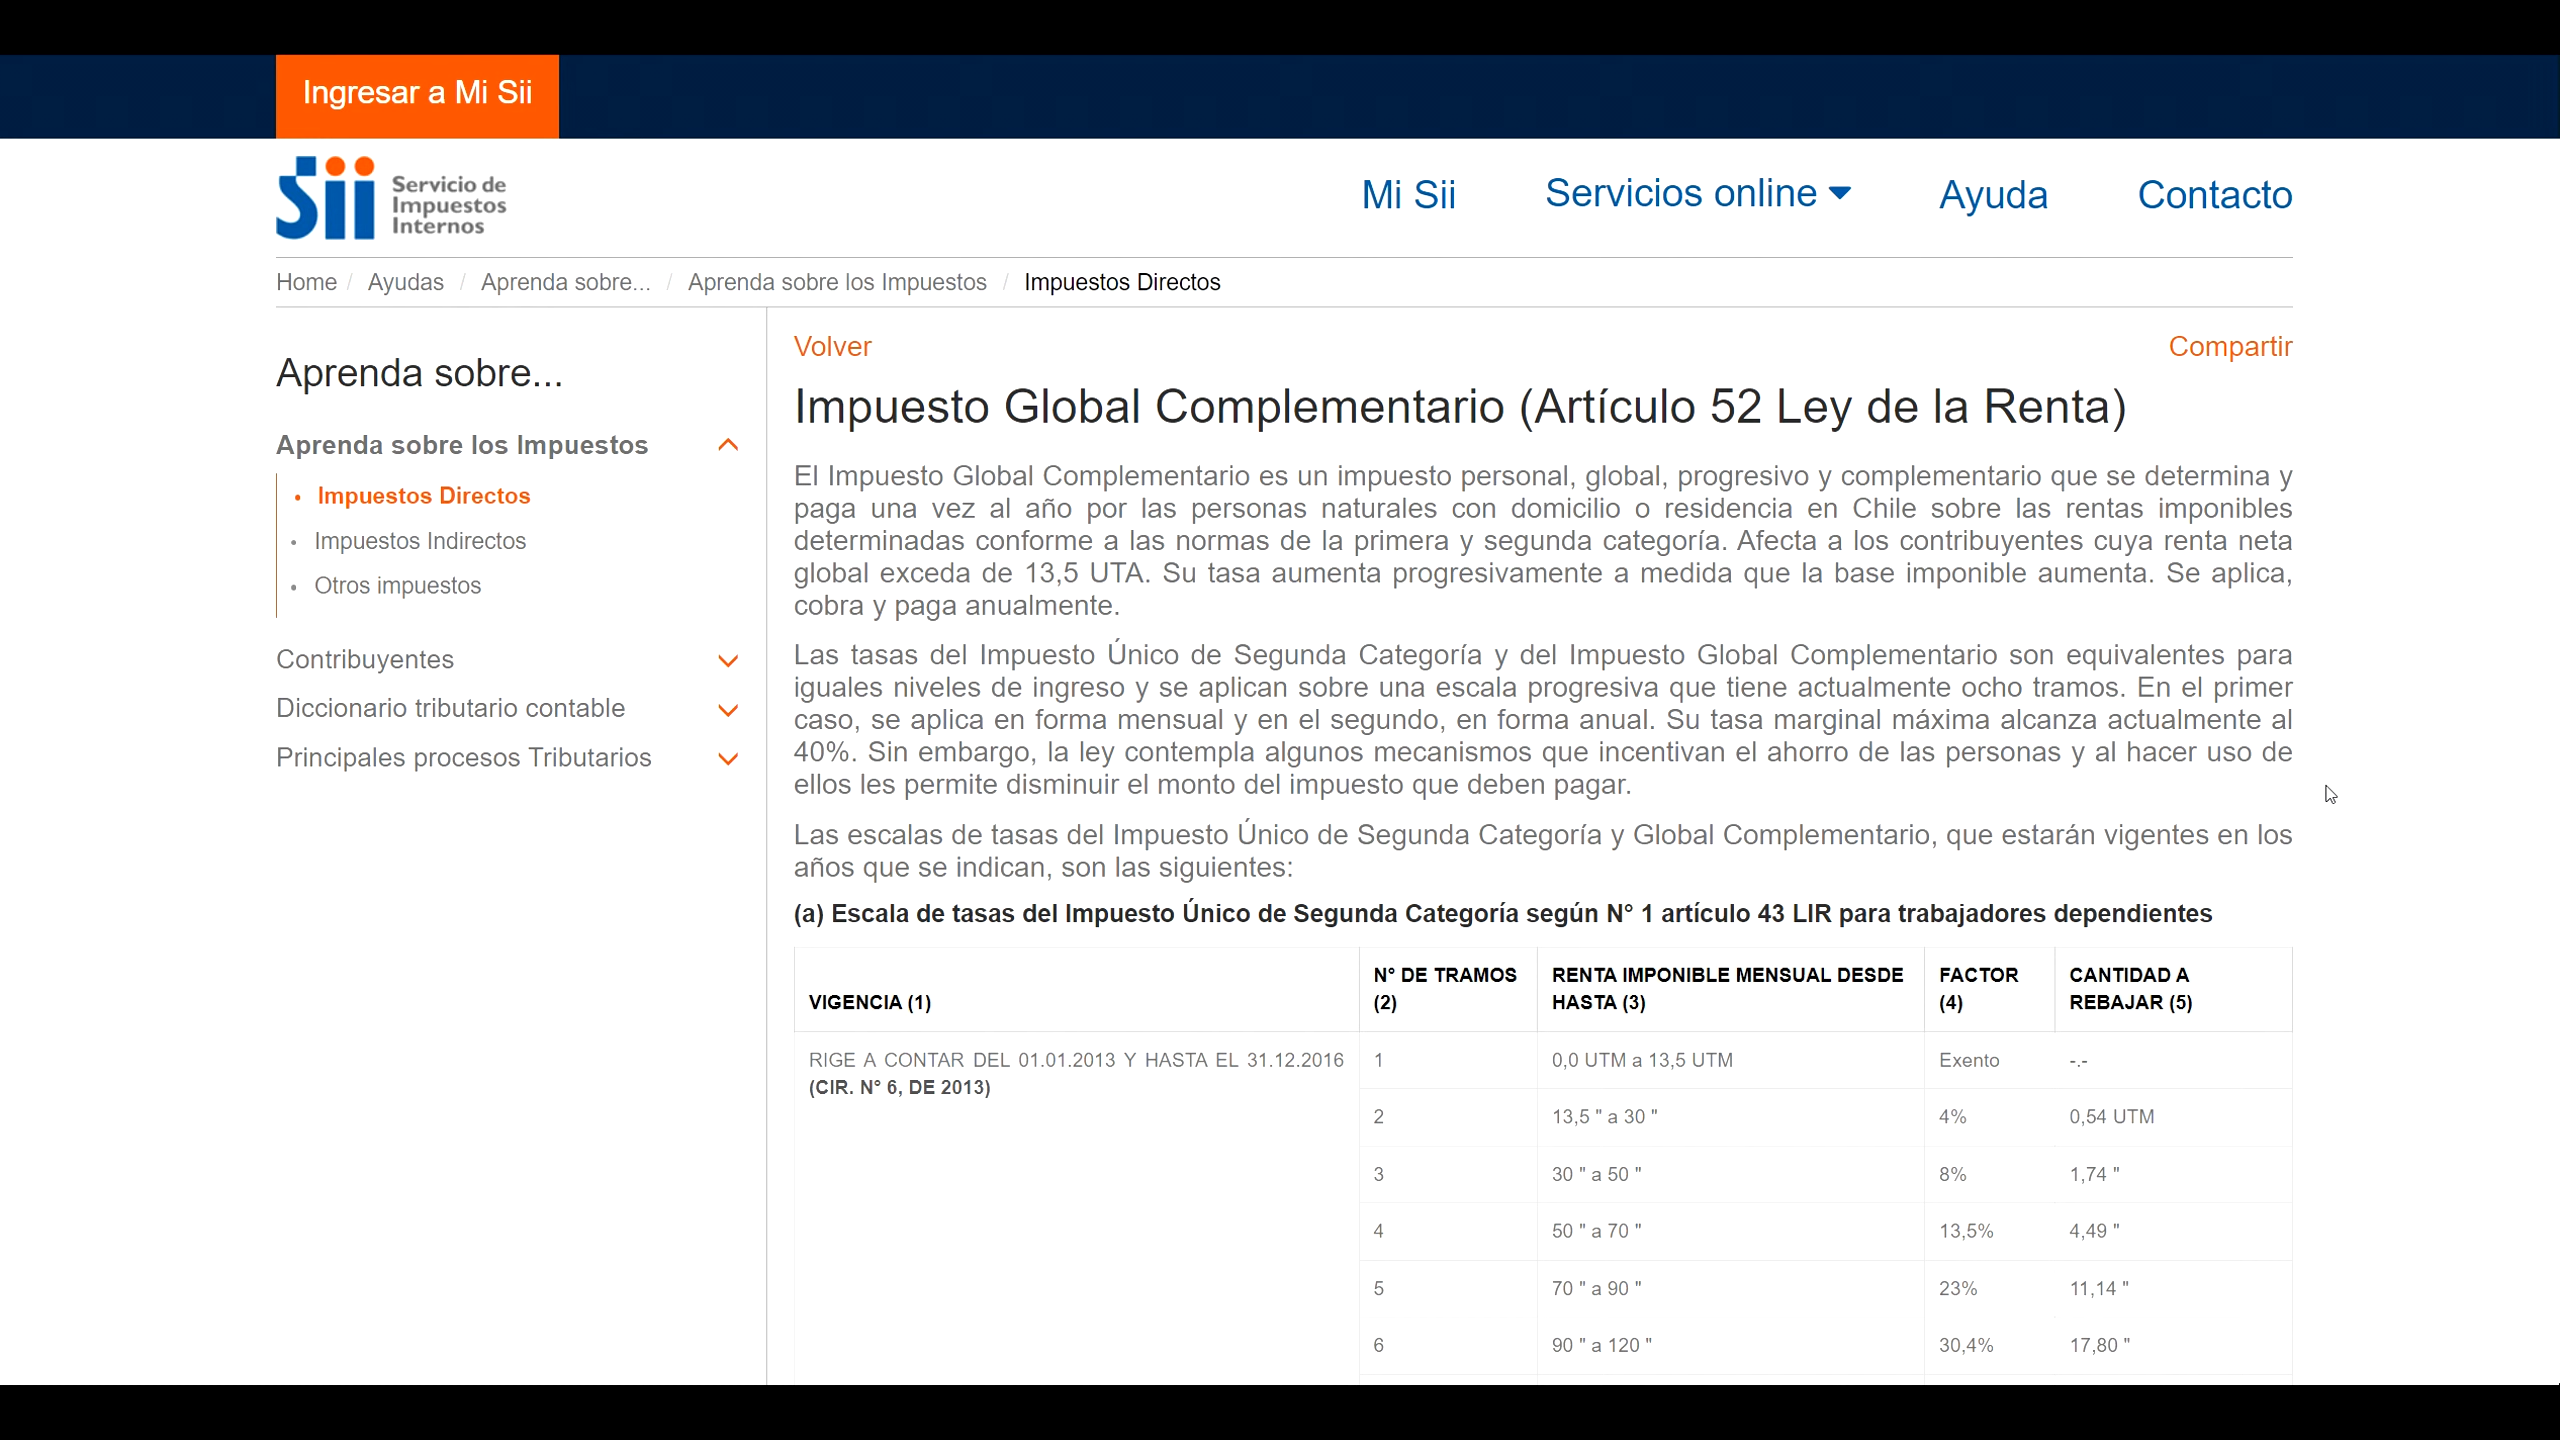 Ingresar a Mi Sii
Sii Servicio de
Impuestos
Internos
Mi Sii Servicios online Ayuda Contacto
Home / Ayudas / Aprenda sobre... / Aprenda sobre los Impuestos / Impuestos Directos
Aprenda sobre...
Aprenda sobre los Impuestos
• Impuestos Directos
• Impuestos Indirectos
• Otros impuestos
Contribuyentes
Diccionario tributario contable
Principales procesos Tributarios
Volver Compartir
Impuesto Global Complementario (Artículo 52 Ley de la Renta)
El Impuesto Global Complementario es un impuesto personal, global, progresivo y complementario que se determina y
paga una vez al año por las personas naturales con domicilio o residencia en Chile sobre las rentas imponibles
determinadas conforme a las normas de la primera y segunda categoría. Afecta a los contribuyentes cuya renta neta
global exceda de 13,5 UTA. Su tasa aumenta progresivamente a medida que la base imponible aumenta. Se aplica,
cobra y paga anualmente.
Las tasas del Impuesto Único de Segunda Categoría y del Impuesto Global Complementario son equivalentes para
iguales niveles de ingreso y se aplican sobre una escala progresiva que tiene actualmente ocho tramos. En el primer
caso, se aplica en forma mensual y en el segundo, en forma anual. Su tasa marginal máxima alcanza actualmente al
40%. Sin embargo, la ley contempla algunos mecanismos que incentivan el ahorro de las personas y al hacer uso de
ellos les permite disminuir el monto del impuesto que deben pagar.
Las escalas de tasas del Impuesto Único de Segunda Categoría y Global Complementario, que estarán vigentes en los
años que se indican, son las siguientes:
(a) Escala de tasas del Impuesto Único de Segunda Categoría según N° 1 artículo 43 LIR para trabajadores dependientes
VIGENCIA (1) N° DE TRAMOS (2) RENTA IMPONIBLE MENSUAL DESDE HASTA (3) FACTOR (4) CANTIDAD A REBAJAR (5)
RIGE A CONTAR DEL 01.01.2013 Y HASTA EL 31.12.2016 1 0,0 UTM a 13,5 UTM Exento -.-
(CIR. N° 6, DE 2013)
2 13,5 " a 30 " 4% 0,54 UTM
3 30 " a 50 " 8% 1,74 "
4 50 " a 70 " 13,5% 4,49 "
5 70 " a 90 " 23% 11,14 "
6 90 " a 120 " 30,4% 17,80 "